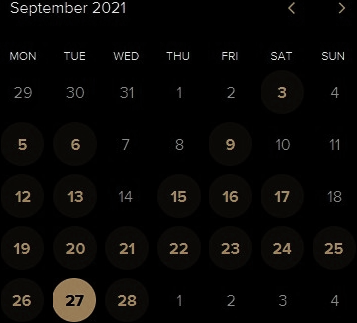 September 2021 < >
MON TUE WED THU FRI SAT SUN
29 30 31 1 2 3 4
5 6 7 8 9 10 11
12 13 14 15 16 17 18
19 20 21 22 23 24 25
26 27 28 1 2 3 4